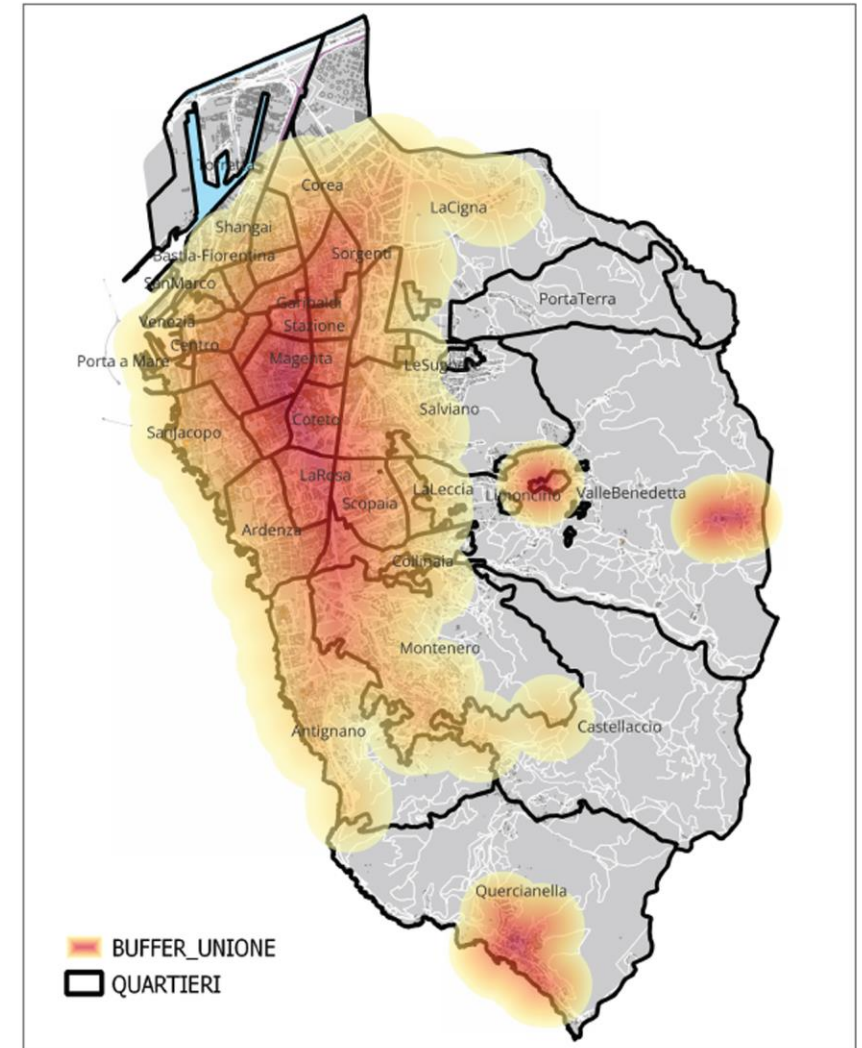 Torretta
Corea
LaCigna
Shangai
Bastia-Fiorentina
Sorgenti
SanMarco
PortaTerra
Garibaldi
Venezia
Stazione
Centro
Porta a Mare
Magenta
LeSughere
Salviano
Coteto
SanJacopo
LaRosa
LaLeccia
Limoncino
ValleBenedetta
Scopaia
Ardenza
Collinaia
Montenero
Castellaccio
Antignano
Quercianella
BUFFER_UNIONE
QUARTIERI